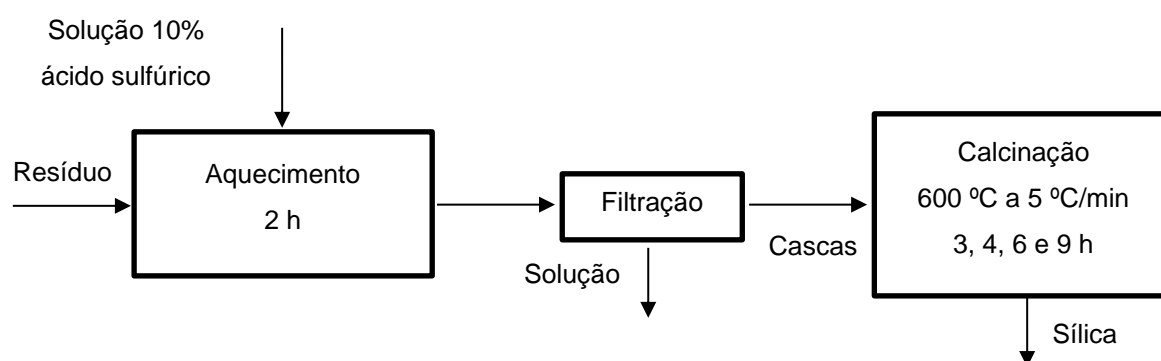 Solução 10%
ácido sulfúrico
Resíduo
Aquecimento
2 h
Filtração
Solução
Cascas
Calcinação
600 ºC a 5 ºC/min
3, 4, 6 e 9 h
Sílica